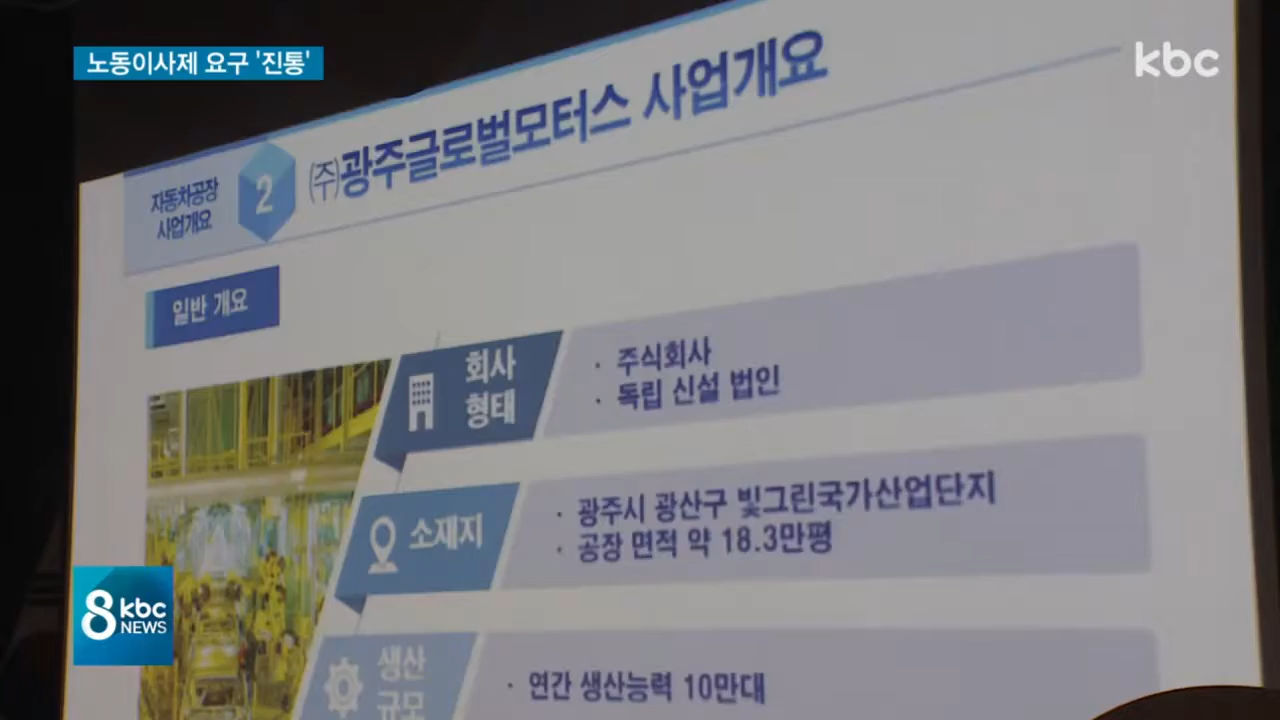 노동이사제 요구 '진통'
kbc
자동차공장
사업개요
2
㈜광주글로벌모터스 사업개요
일반 개요
회사
형태
· 주식회사
· 독립 신설 법인
소재지
· 광주시 광산구 빛그린국가산업단지
· 공장 면적 약 18.3만평
생산
규모
· 연간 생산능력 10만대
8 kbc
NEWS